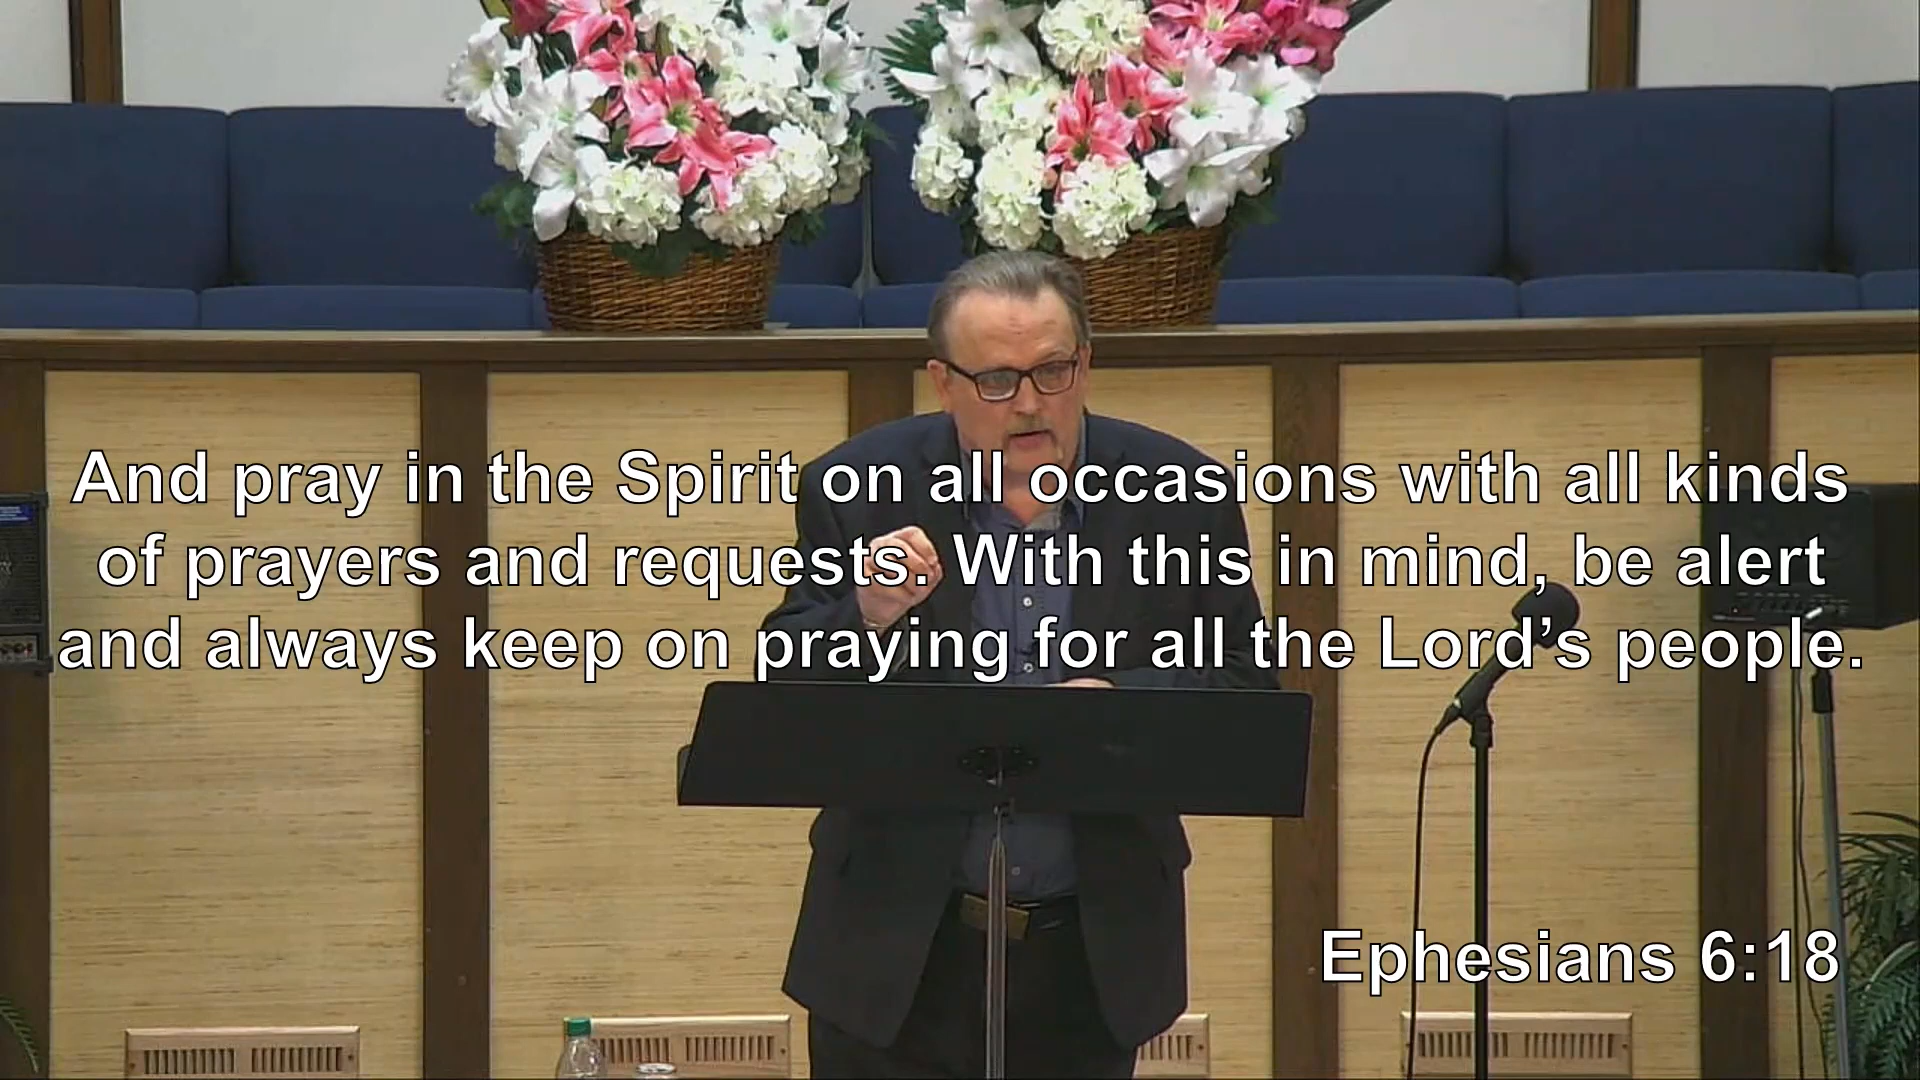 And pray in the Spirit on all occasions with all kinds
of prayers and requests. With this in mind, be alert
and always keep on praying for all the Lord’s people.
Ephesians 6:18